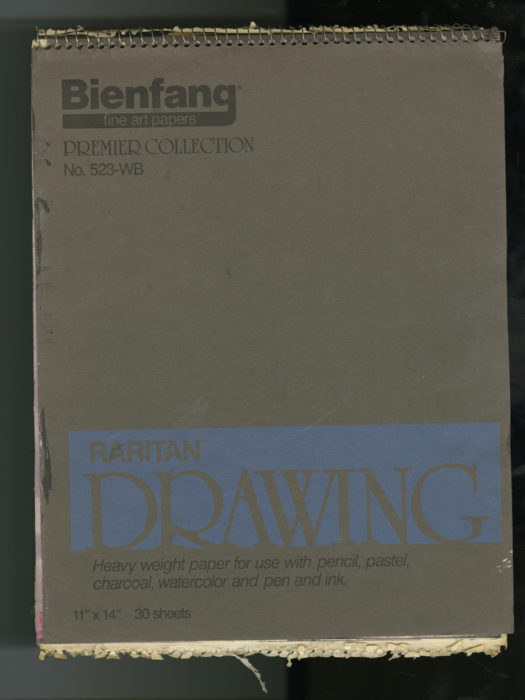 Bienfang
fine art papers
PREMIER COLLECTION
No. 523-WB
RARITAN
DRAWING
Heavy weight paper for use with pencil, pastel,
charcoal, watercolor and pen and ink.
11" x 14" 30 sheets